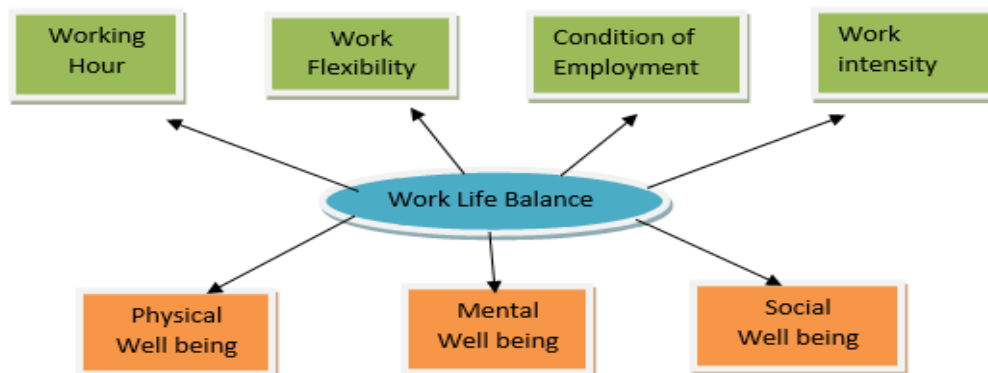 Working
Hour
Work
Flexibility
Condition of
Employment
Work
intensity
Work Life Balance
Physical
Well being
Mental
Well being
Social
Well being